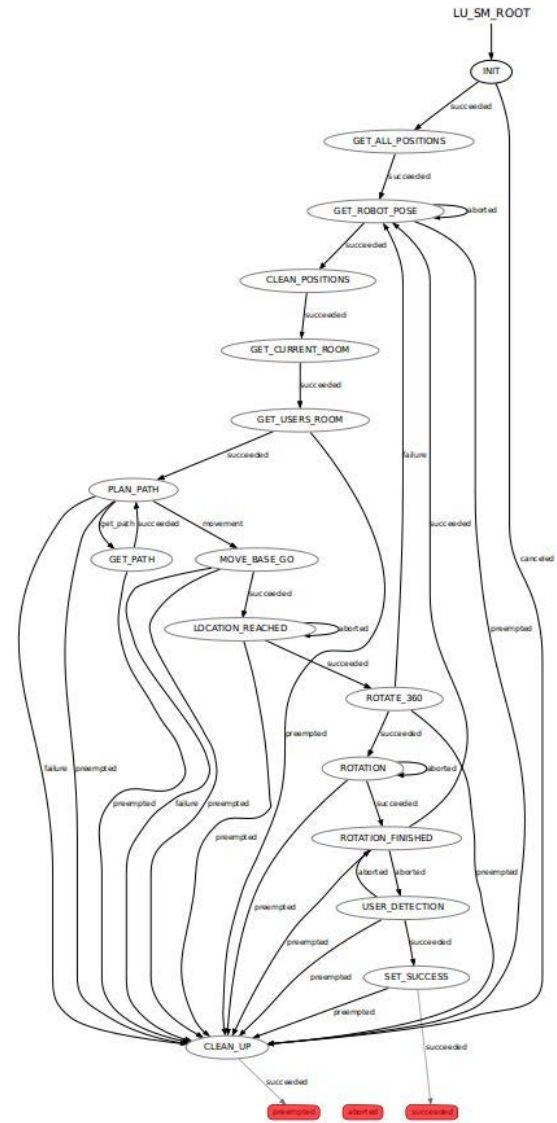 LU_SM_ROOT
INIT
succeeded
GET_ALL_POSITIONS
succeeded
GET_ROBOT_POSE
aborted
succeeded
CLEAN_POSITIONS
succeeded
GET_CURRENT_ROOM
succeeded
GET_USERS_ROOM
succeeded
failure
PLAN_PATH
get_path
succeeded
movement
succeeded
GET_PATH
MOVE_BASE_GO
canceled
succeeded
LOCATION_REACHED
aborted
preempted
succeeded
ROTATE_360
succeeded
preempted
failure
preempted
ROTATION
aborted
preempted
failure
preempted
succeeded
preempted
ROTATION_FINISHED
aborted
aborted
preempted
USER_DETECTION
preempted
preempted
succeeded
preempted
SET_SUCCESS
preempted
CLEAN_UP
succeeded
succeeded
preempted
aborted
succeeded